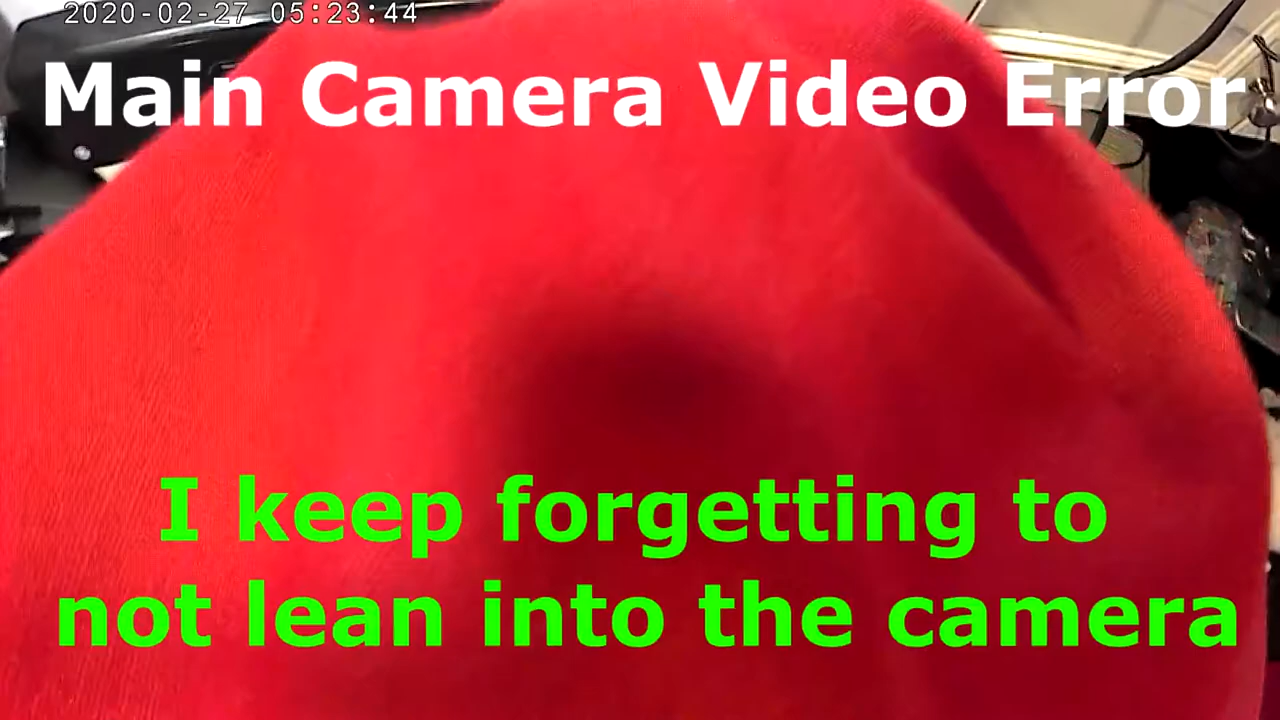 2020-02-27 05:23:44
Main Camera Video Error
I keep forgetting to
not lean into the camera